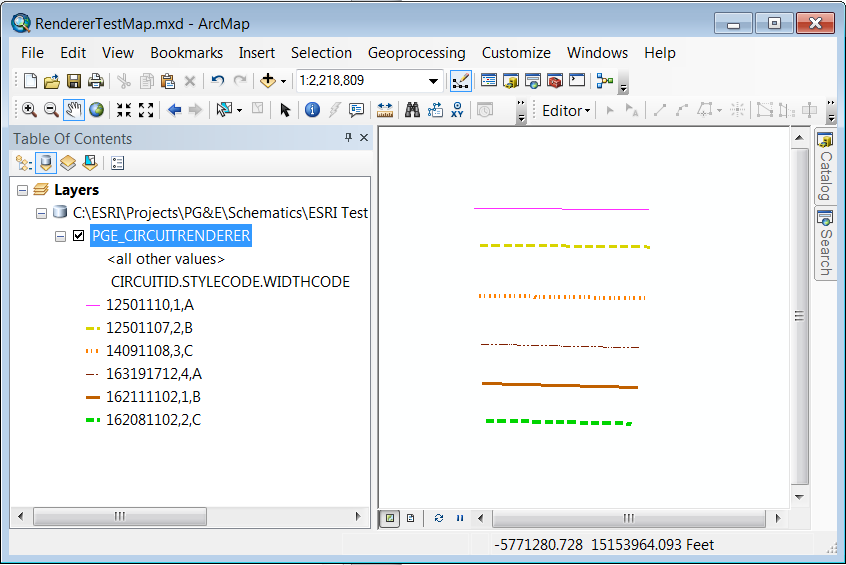 RendererTestMap.mxd - ArcMap
File Edit View Bookmarks Insert Selection Geoprocessing Customize Windows Help
1:2,218,809
XY Editor
Table Of Contents
Layers
C:\ESRI\Projects\PG&E\Schematics\ESRI Test
PGE_CIRCUITRENDERER
<all other values>
CIRCUITID.STYLECODE.WIDTHCODE
12501110,1,A
12501107,2,B
14091108,3,C
163191712,4,A
162111102,1,B
162081102,2,C
Catalog
Search
-5771280.728 15153964.093 Feet